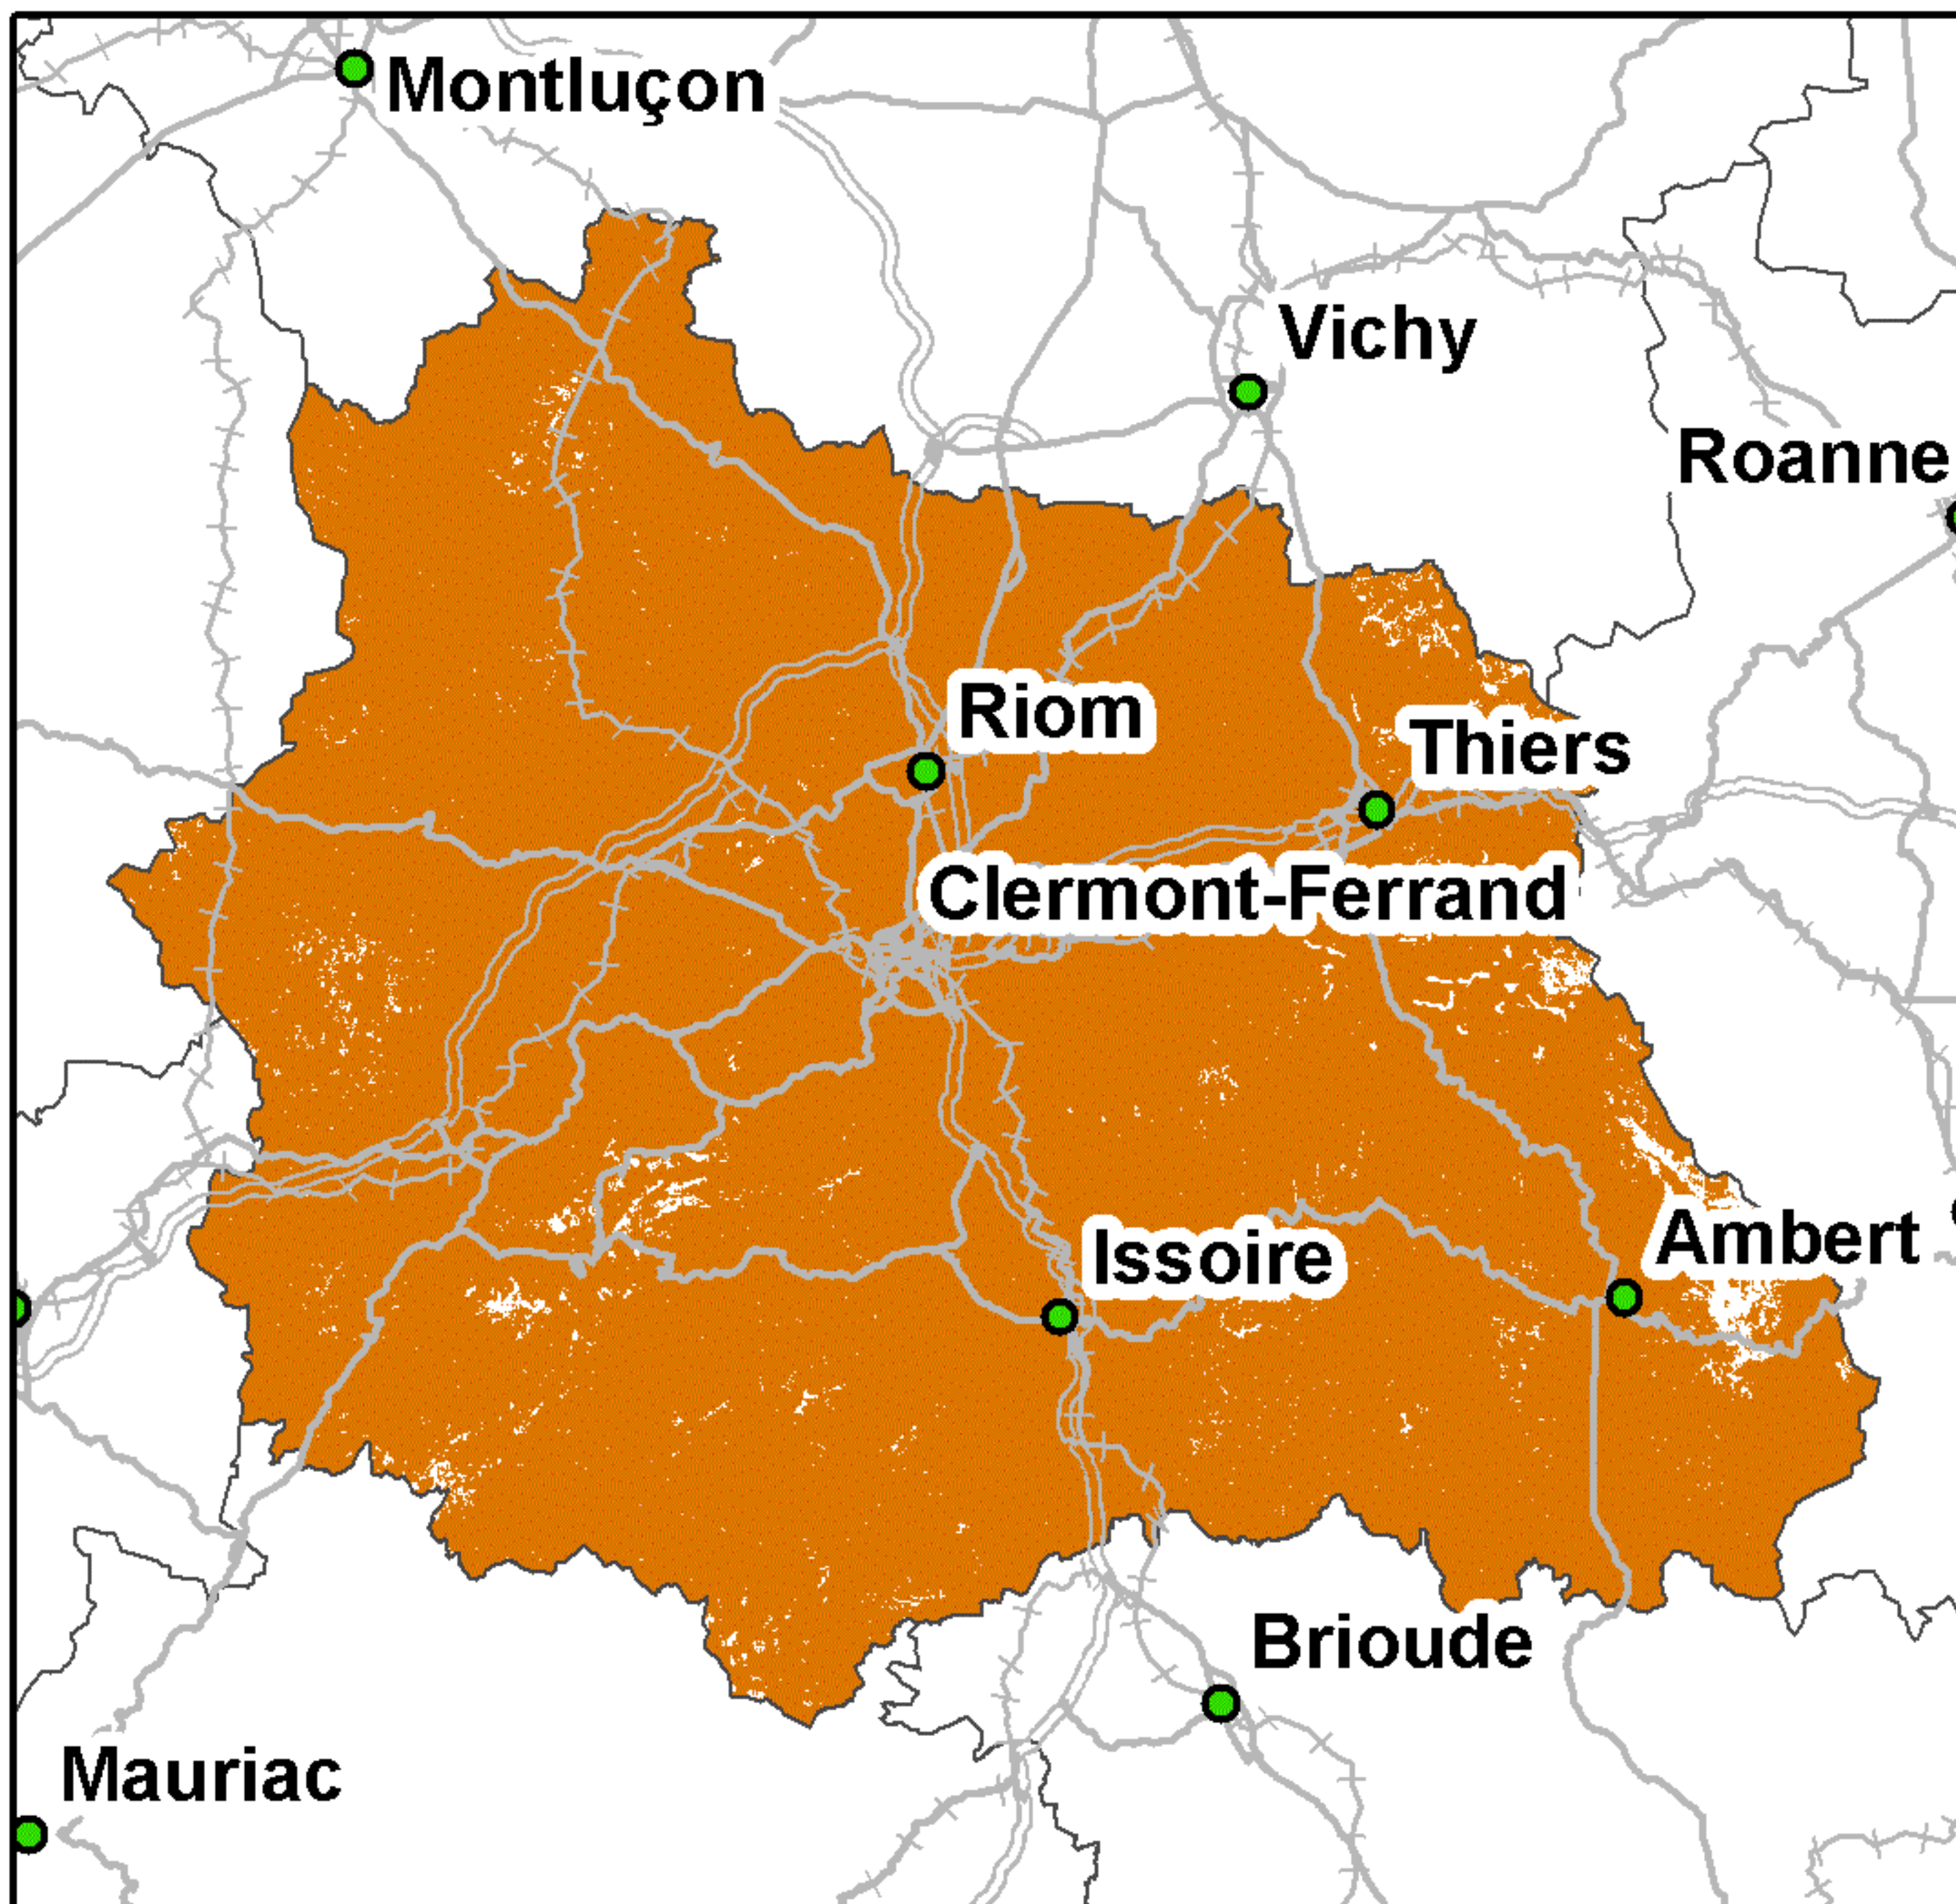 Montluçon
Vichy
Roanne
Riom
Thiers
Clermont-Ferrand
Ambert
Issoire
Brioude
Mauriac